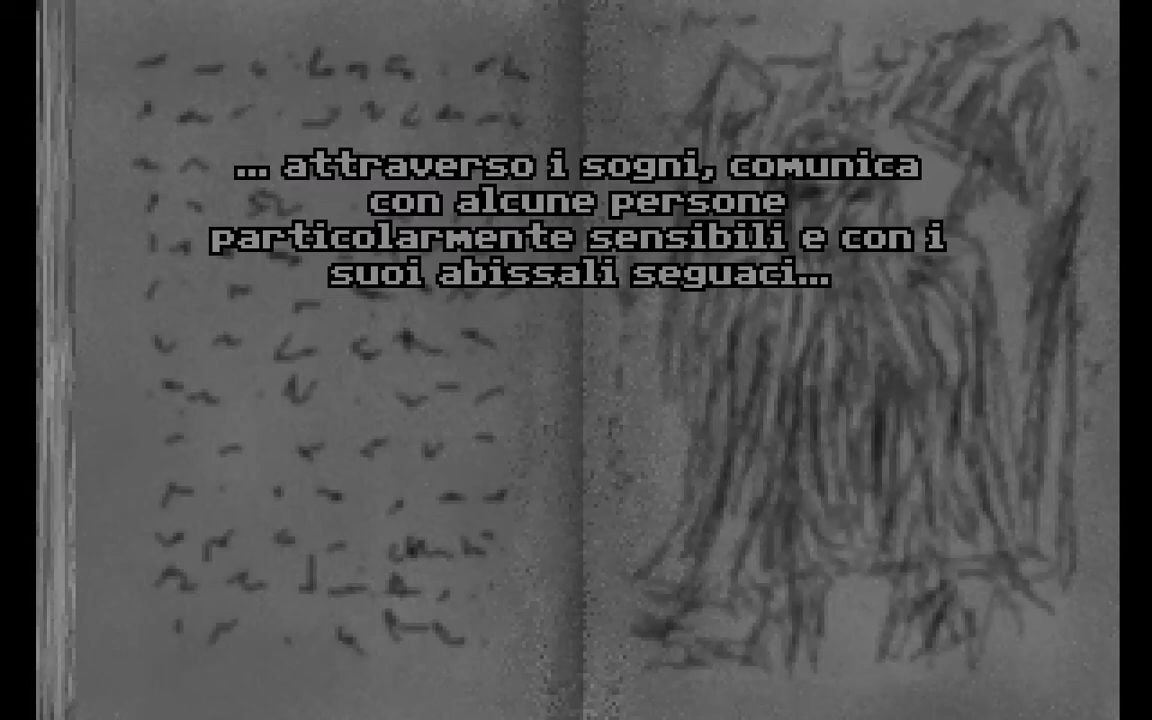 ... attraverso i sogni, comunica
con alcune persone
particolarmente sensibili e con i
suoi abissali seguaci...